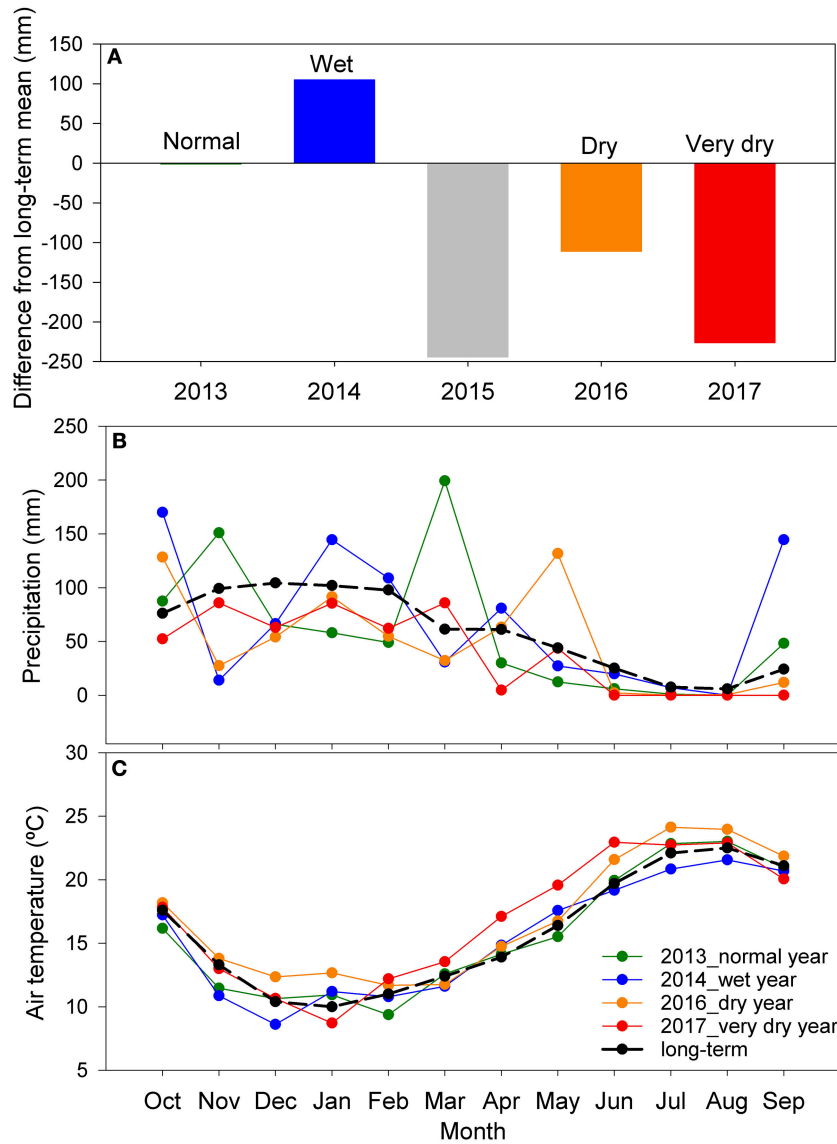 A
Difference from long-term mean (mm)
150
100
50
0
-50
-100
-150
-200
-250
Normal
Wet
Dry
Very dry
2013 2014 2015 2016 2017
B
Precipitation (mm)
250
200
150
100
50
0
C
Air temperature (ºC)
30
25
20
15
10
5
2013_normal year
2014_wet year
2016_dry year
2017_very dry year
long-term
Oct Nov Dec Jan Feb Mar Apr May Jun Jul Aug Sep
Month